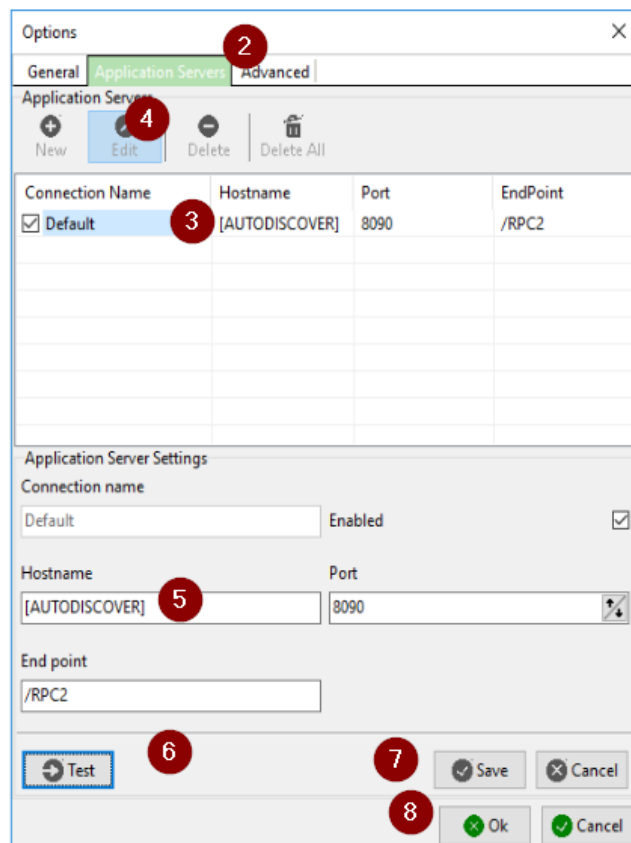 Options
2
General Application Servers Advanced
Application Servers
4
New Edit Delete Delete All
Connection Name Hostname Port EndPoint
Default 3 [AUTODISCOVER] 8090 /RPC2
Application Server Settings
Connection name
Default Enabled
Hostname Port
[AUTODISCOVER] 5 8090
End point
/RPC2
6 7
Test Save Cancel
8
Ok Cancel